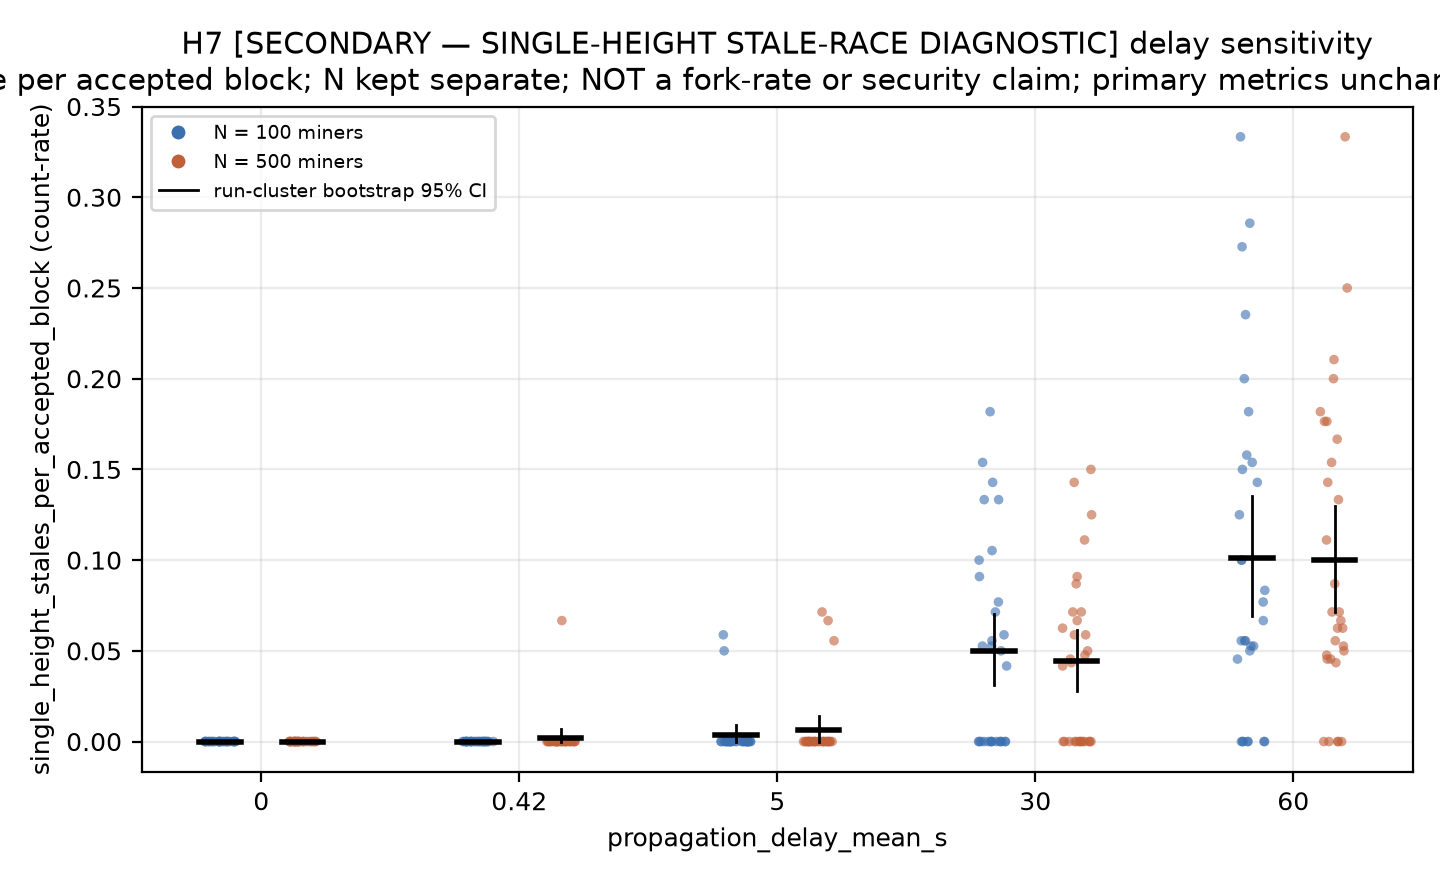 H7 [SECONDARY — SINGLE-HEIGHT STALE-RACE DIAGNOSTIC] delay sensitivity
per accepted block; N kept separate; NOT a fork-rate or security claim; primary metrics
N = 100 miners
N = 500 miners
run-cluster bootstrap 95% CI
single_height_stales_per_accepted_block (count-rate)
0.35
0.30
0.25
0.20
0.15
0.10
0.05
0.00
0 0.42 5 30 60
propagation_delay_mean_s